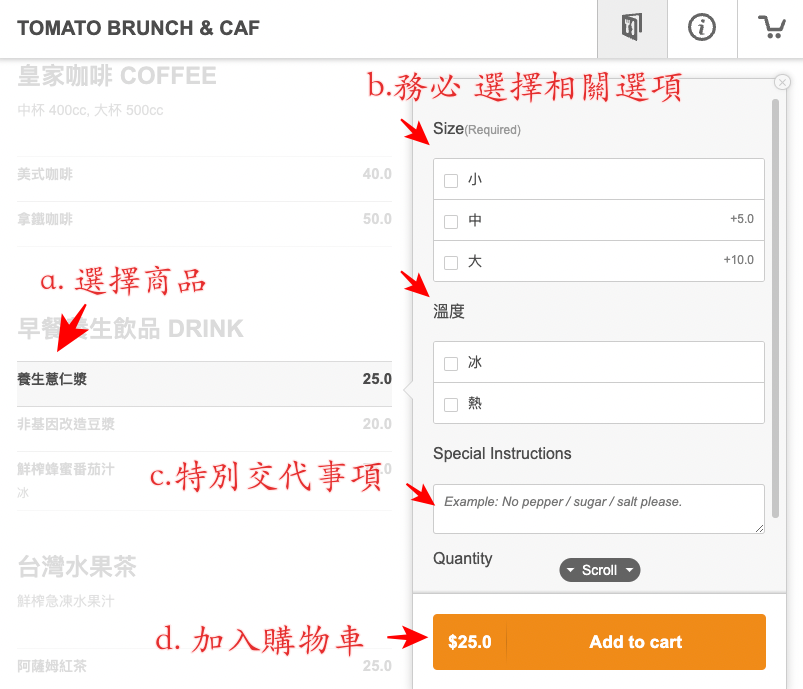 TOMATO BRUNCH & CAF
皇家咖啡 COFFEE
中杯 400cc, 大杯 500cc
美式咖啡 40.0
拿鐵咖啡 50.0
a. 選擇商品
早餐養生飲品 DRINK
養生薏仁漿 25.0
非基因改造豆漿 20.0
鮮榨蜂蜜番茄汁 .0
冰
台灣水果茶
鮮榨急凍水果汁
阿薩姆紅茶 25.0
b.務必 選擇相關選項
Size(Required)
小
中 +5.0
大 +10.0
溫度
冰
熱
Special Instructions
c.特別交代事項
Example: No pepper / sugar / salt please.
Quantity
Scroll
d. 加入購物車
$25.0 Add to cart